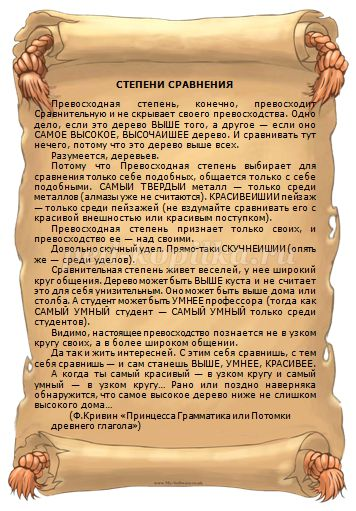 СТЕПЕНИ СРАВНЕНИЯ
Превосходная степень, конечно, превосходит
Сравнительную и не скрывает своего превосходства. Одно
дело, если это дерево ВЫШЕ того, а другое — если оно
САМОЕ ВЫСОКОЕ, ВЫСОЧАЙШЕЕ дерево. И сравнивать тут
нечего, потому что это дерево выше всех.
Разумеется, деревьев.
Потому что Превосходная степень выбирает для
сравнения только себе подобных, общается только с себе
подобными. САМЫЙ ТВЕРДЫЙ металл — только среди
металлов (алмазы уже не считаются). КРАСИВЕЙШИЙ пейзаж
— только среди пейзажей (не вздумайте сравнивать его с
красивой внешностью или красивым поступком).
Превосходная степень признает только своих, и
превосходство ее — над своими.
Довольно скучный удел. Прямо-таки СКУЧНЕЙШИЙ (опять
же — среди уделов).
Сравнительная степень живет веселей, у нее широкий
круг общения. Дерево может быть ВЫШЕ куста и не считает
это для себя унизительным. Оно может быть выше дома или
столба. А студент может быть УМНЕЕ профессора (тогда как
САМЫЙ УМНЫЙ студент — САМЫЙ УМНЫЙ только среди
студентов).
Видимо, настоящее превосходство познается не в узком
кругу своих, а в более широком общении.
Да так и жить интересней. С этим себя сравнишь, с тем
себя сравнишь — и сам станешь ВЫШЕ, УМНЕЕ, КРАСИВЕЕ.
А когда ты самый красивый — в узком кругу и самый
умный — в узком кругу... Рано или поздно наверняка
обнаружится, что самое высокое дерево ниже не слишком
высокого дома...
(Ф.Кривин «Принцесса Грамматика или Потомки
древнего глагола»)